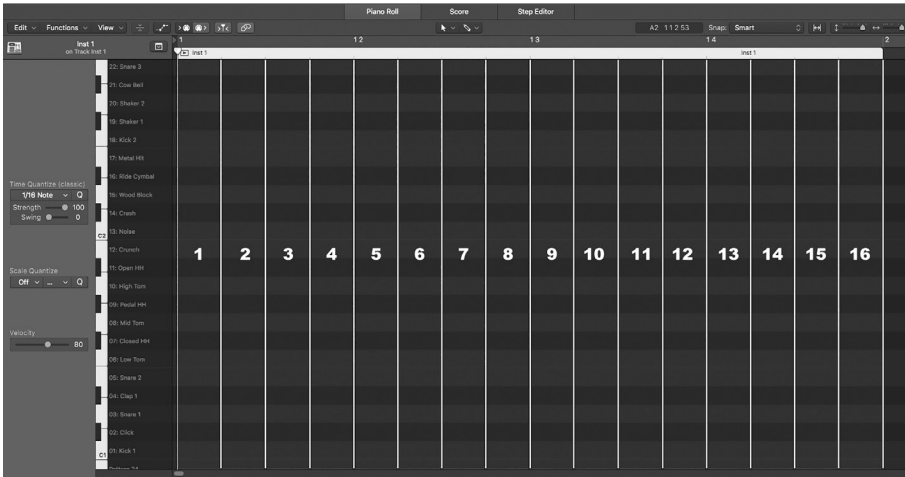 Piano Roll Score Step Editor
Edit Functions View A2 1 1 2 53 Snap: Smart
1 1 2 1 3 1 4 2
Inst 1
on Track Inst 1
Inst 1 Inst 1
22: Snare 3
21: Cow Bell
20: Shaker 2
19: Shaker 1
18: Kick 2
17: Metal Hit
16: Ride Cymbal
Time Quantize (classic)
1/16 Note Q
15: Wood Block
Strength 100
14: Crash
Swing 0
C2 13: Noise
12: Crunch
1 2 3 4 5 6 7 8 9 10 11 12 13 14 15 16
Scale Quantize
11: Open HH
Off ... Q
10: High Tom
09: Pedal HH
08: Mid Tom
Velocity
07: Closed HH
80
06: Low Tom
05: Snare 2
04: Clap 1
03: Snare 1
02: Click
C1 01: Kick 1